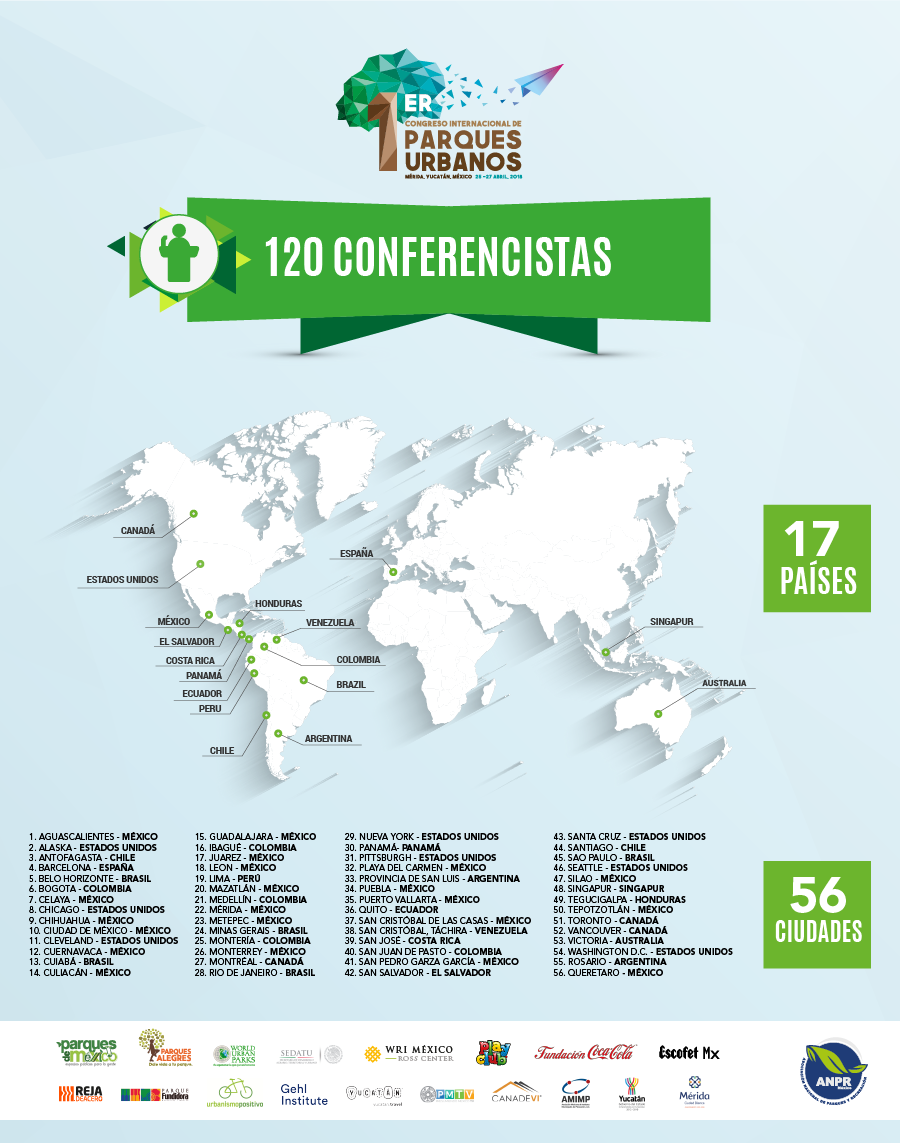 1ER
CONGRESO INTERNACIONAL DE
PARQUES
URBANOS
MÉRIDA, YUCATÁN, MÉXICO 25 -27 ABRIL, 2018
120 CONFERENCISTAS
CANADÁ
ESTADOS UNIDOS
MÉXICO
EL SALVADOR
COSTA RICA
PANAMÁ
ECUADOR
PERU
CHILE
HONDURAS
VENEZUELA
COLOMBIA
BRAZIL
ARGENTINA
ESPAÑA
SINGAPUR
AUSTRALIA
17
PAÍSES
1. AGUASCALIENTES - MÉXICO
2. ALASKA - ESTADOS UNIDOS
3. ANTOFAGASTA - CHILE
4. BARCELONA - ESPAÑA
5. BELO HORIZONTE - BRASIL
6. BOGOTA - COLOMBIA
7. CELAYA - MÉXICO
8. CHICAGO - ESTADOS UNIDOS
9. CHIHUAHUA - MÉXICO
10. CIUDAD DE MÉXICO - MÉXICO
11. CLEVELAND - ESTADOS UNIDOS
12. CUERNAVACA - MÉXICO
13. CUIABÁ - BRASIL
14. CULIACÁN - MÉXICO
15. GUADALAJARA - MÉXICO
16. IBAGUÉ - COLOMBIA
17. JUAREZ - MÉXICO
18. LEON - MÉXICO
19. LIMA - PERÚ
20. MAZATLÁN - MÉXICO
21. MEDELLÍN - COLOMBIA
22. MÉRIDA - MÉXICO
23. METEPEC - MÉXICO
24. MINAS GERAIS - BRASIL
25. MONTERÍA - COLOMBIA
26. MONTERREY - MÉXICO
27. MONTRÉAL - CANADÁ
28. RIO DE JANEIRO - BRASIL
29. NUEVA YORK - ESTADOS UNIDOS
30. PANAMÁ- PANAMÁ
31. PITTSBURGH - ESTADOS UNIDOS
32. PLAYA DEL CARMEN - MÉXICO
33. PROVINCIA DE SAN LUIS - ARGENTINA
34. PUEBLA - MÉXICO
35. PUERTO VALLARTA - MÉXICO
36. QUITO - ECUADOR
37. SAN CRISTÓBAL DE LAS CASAS - MÉXICO
38. SAN CRISTÓBAL, TÁCHIRA - VENEZUELA
39. SAN JOSÉ - COSTA RICA
40. SAN JUAN DE PASTO - COLOMBIA
41. SAN PEDRO GARZA GARCÍA - MÉXICO
42. SAN SALVADOR - EL SALVADOR
43. SANTA CRUZ - ESTADOS UNIDOS
44. SANTIAGO - CHILE
45. SAO PAULO - BRASIL
46. SEATTLE - ESTADOS UNIDOS
47. SILAO - MÉXICO
48. SINGAPUR - SINGAPUR
49. TEGUCIGALPA - HONDURAS
50. TEPOTZOTLÁN - MÉXICO
51. TORONTO - CANADÁ
52. VANCOUVER - CANADÁ
53. VICTORIA - AUSTRALIA
54. WASHINGTON D.C. - ESTADOS UNIDOS
55. ROSARIO - ARGENTINA
56. QUERETARO - MÉXICO
56
CIUDADES
parques de méxico
PARQUES ALEGRES
WORLD URBAN PARKS
SEDATU
WRI MÉXICO
ROSS CENTER
PLAY CLUB
Fundación Coca-Cola
Escofet Mx
REJA DEACERO
PARQUE Fundidora
urbanismopositivo
Gehl Institute
YUCATÁN
yucatan.travel
PMTV
CANADEVI
AMIMP
Yucatán
Mérida
Ciudad Blanca
ASOCIACIÓN NACIONAL DE PARQUES Y RECREACIÓN
ANPR
México